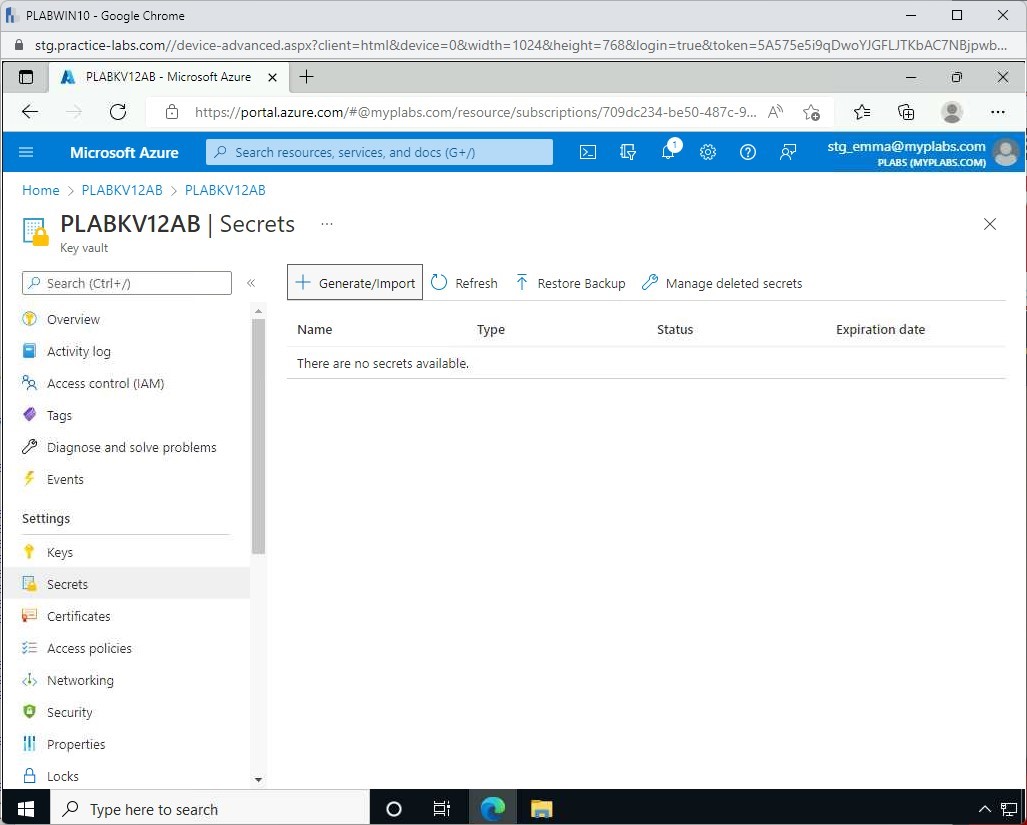 PLABWIN10 - Google Chrome
stg.practice-labs.com//device-advanced.aspx?client=html&device=0&width=1024&height=768&login=true&token=5A575e5i9qDwoYJGFLJTKbAC7NBjpwb...
PLABKV12AB - Microsoft Azure
https://portal.azure.com/#@myplabs.com/resource/subscriptions/709dc234-be50-487c-9...
Microsoft Azure
Search resources, services, and docs (G+/)
1
stg_emma@myplabs.com
PLABS (MYPLABS.COM)
Home > PLABKV12AB > PLABKV12AB
PLABKV12AB | Secrets ...
Key vault
Search (Ctrl+/) «
Generate/Import Refresh Restore Backup Manage deleted secrets
Name Type Status Expiration date
There are no secrets available.
Overview
Activity log
Access control (IAM)
Tags
Diagnose and solve problems
Events
Settings
Keys
Secrets
Certificates
Access policies
Networking
Security
Properties
Locks
Type here to search